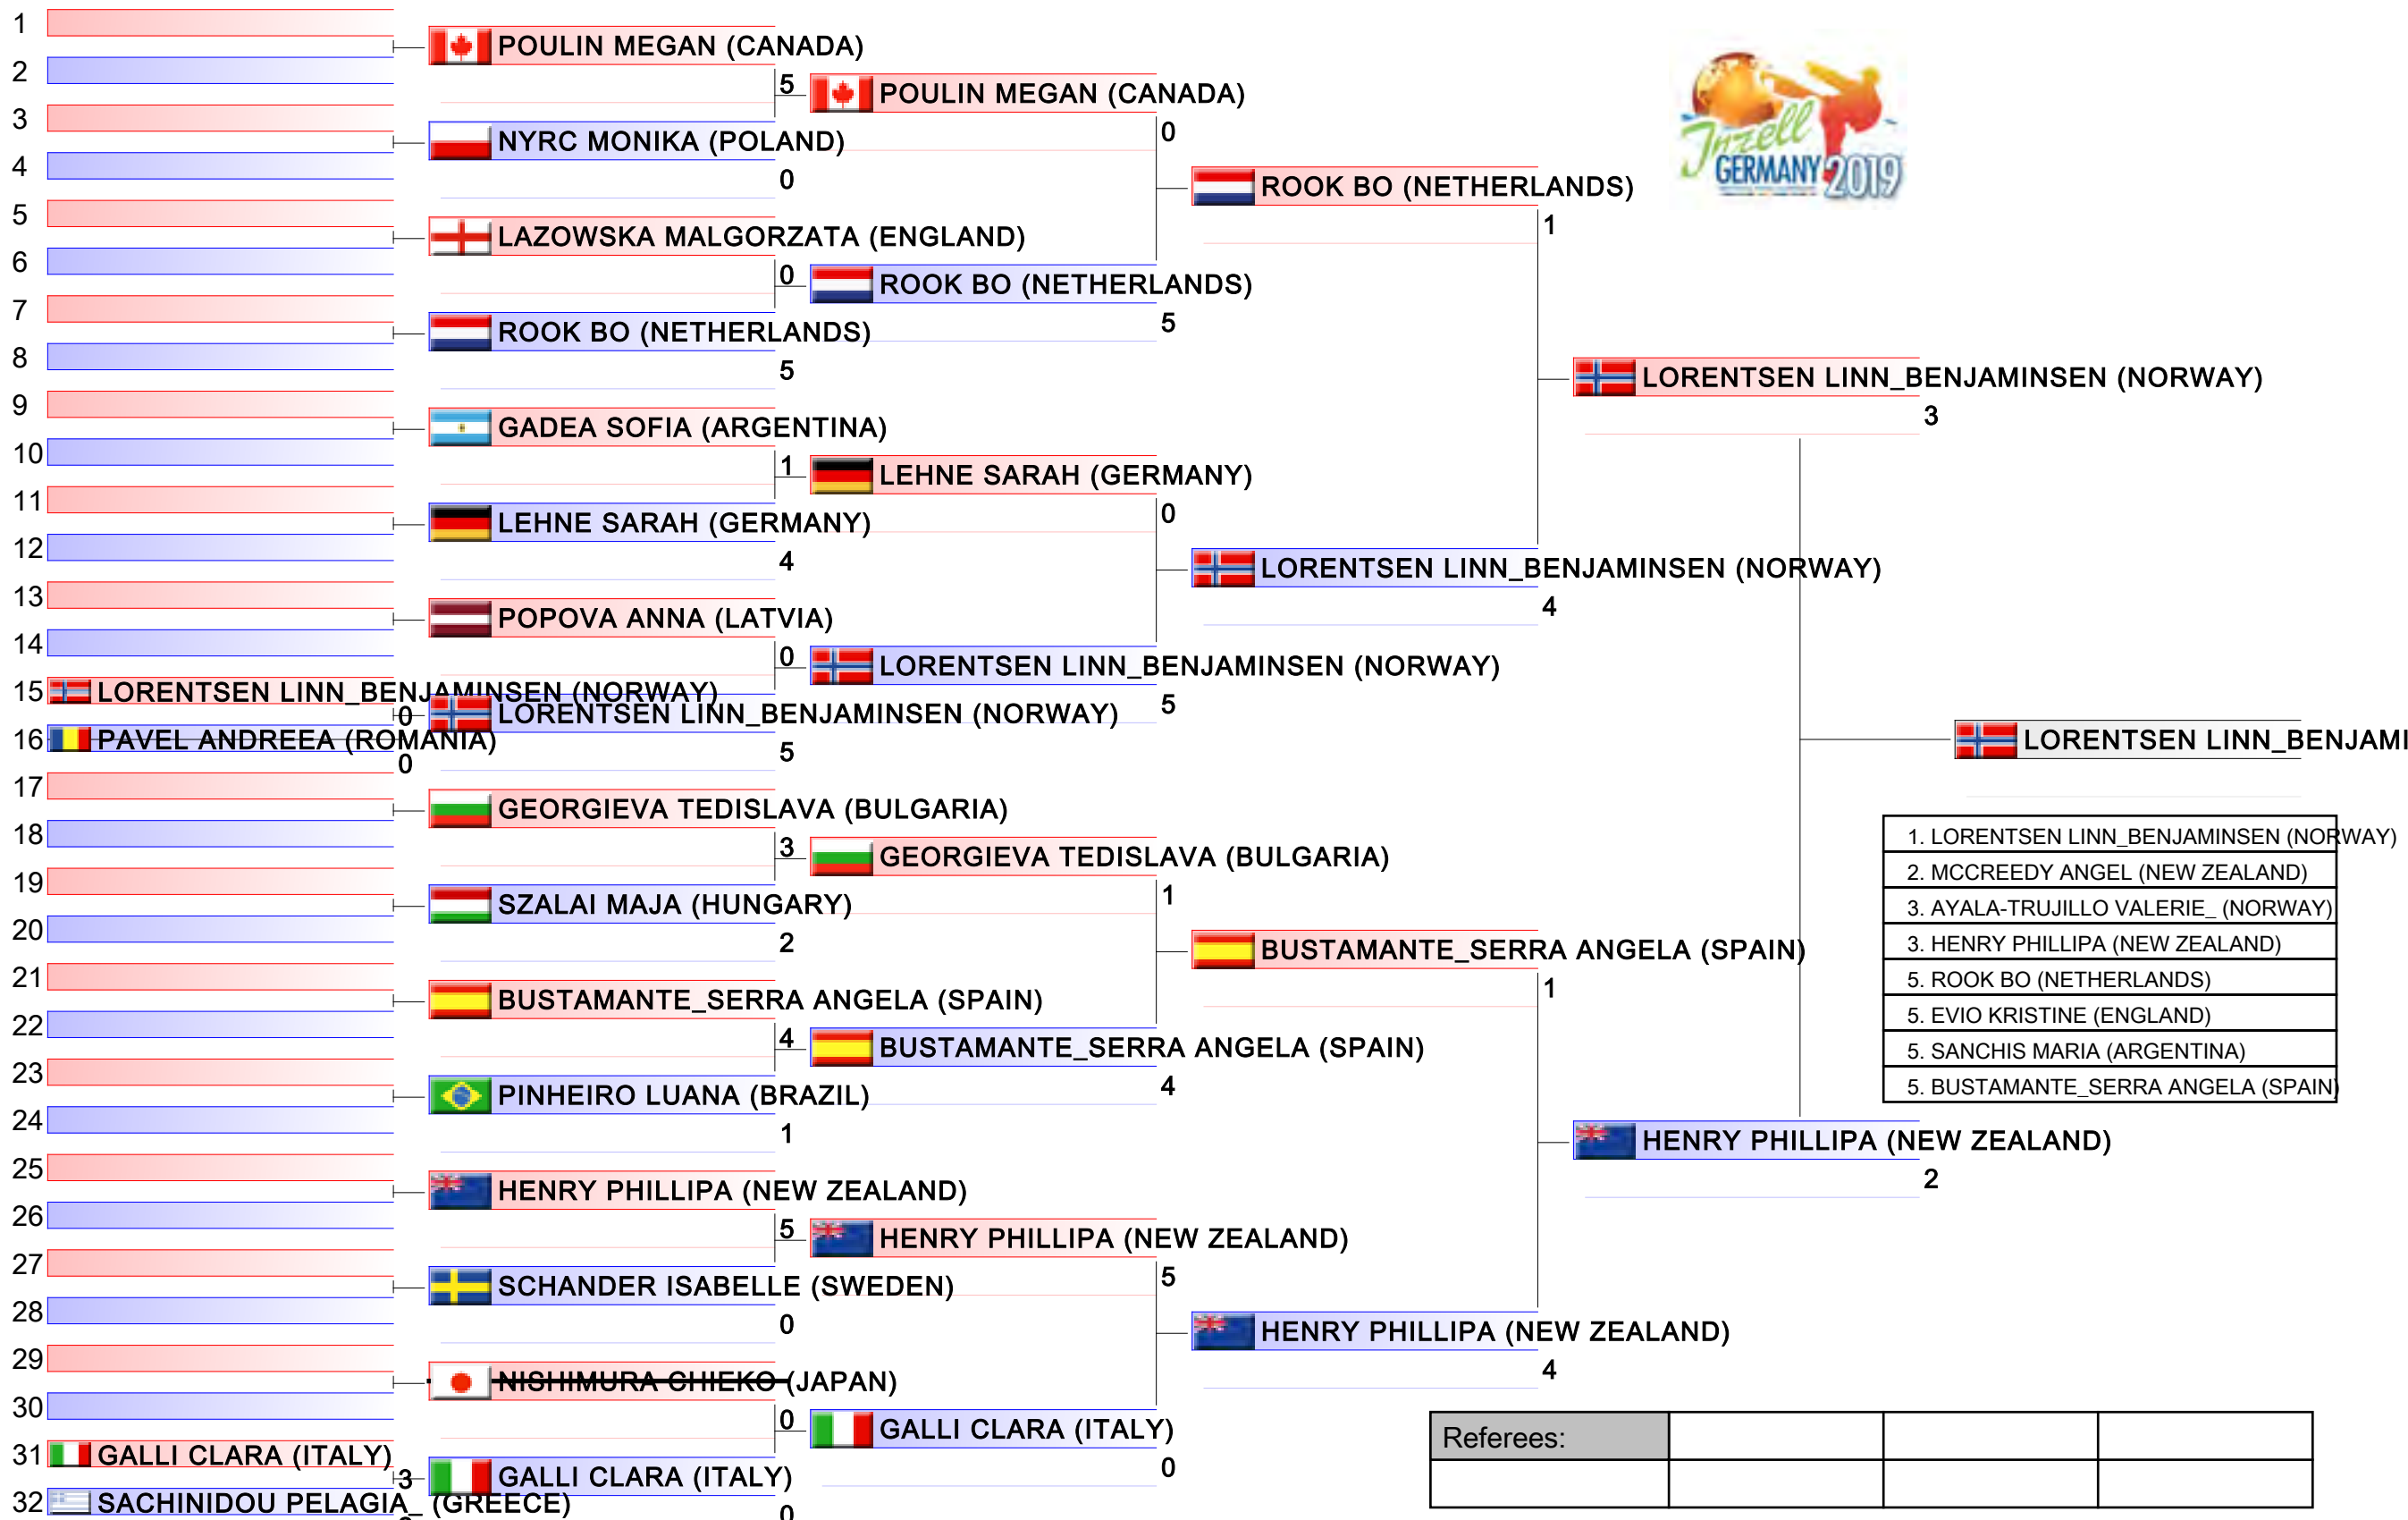 1
2
3
4
5
6
7
8
9
10
11
12
13
14
15 LORENTSEN LINN_BENJAMINSEN (NORWAY)
0
16 PAVEL ANDREEA (ROMANIA)
0
17
18
19
20
21
22
23
24
25
26
27
28
29
30
31 GALLI CLARA (ITALY)
3
32 SACHINIDOU PELAGIA_ (GREECE)
POULIN MEGAN (CANADA)
5
NYRC MONIKA (POLAND)
0
LAZOWSKA MALGORZATA (ENGLAND)
0
ROOK BO (NETHERLANDS)
5
GADEA SOFIA (ARGENTINA)
1
LEHNE SARAH (GERMANY)
4
POPOVA ANNA (LATVIA)
0
LORENTSEN LINN_BENJAMINSEN (NORWAY)
5
GEORGIEVA TEDISLAVA (BULGARIA)
3
SZALAI MAJA (HUNGARY)
2
BUSTAMANTE_SERRA ANGELA (SPAIN)
4
PINHEIRO LUANA (BRAZIL)
1
HENRY PHILLIPA (NEW ZEALAND)
5
SCHANDER ISABELLE (SWEDEN)
0
NISHIMURA CHIEKO (JAPAN)
0
GALLI CLARA (ITALY)
0
POULIN MEGAN (CANADA)
0
ROOK BO (NETHERLANDS)
5
LEHNE SARAH (GERMANY)
0
LORENTSEN LINN_BENJAMINSEN (NORWAY)
5
GEORGIEVA TEDISLAVA (BULGARIA)
1
BUSTAMANTE_SERRA ANGELA (SPAIN)
4
HENRY PHILLIPA (NEW ZEALAND)
5
GALLI CLARA (ITALY)
0
ROOK BO (NETHERLANDS)
1
LORENTSEN LINN_BENJAMINSEN (NORWAY)
4
BUSTAMANTE_SERRA ANGELA (SPAIN)
1
HENRY PHILLIPA (NEW ZEALAND)
4
Inzell
GERMANY 2019
LORENTSEN LINN_BENJAMINSEN (NORWAY)
3
HENRY PHILLIPA (NEW ZEALAND)
2
LORENTSEN LINN_BENJAMI
1. LORENTSEN LINN_BENJAMINSEN (NORWAY)
2. MCCREEDY ANGEL (NEW ZEALAND)
3. AYALA-TRUJILLO VALERIE_ (NORWAY)
3. HENRY PHILLIPA (NEW ZEALAND)
5. ROOK BO (NETHERLANDS)
5. EVIO KRISTINE (ENGLAND)
5. SANCHIS MARIA (ARGENTINA)
5. BUSTAMANTE_SERRA ANGELA (SPAIN)
Referees: